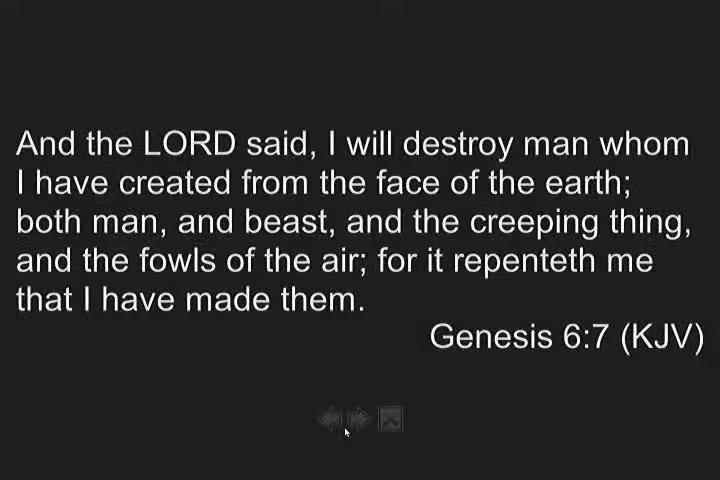 And the LORD said, I will destroy man whom
I have created from the face of the earth;
both man, and beast, and the creeping thing,
and the fowls of the air; for it repenteth me
that I have made them.
Genesis 6:7 (KJV)